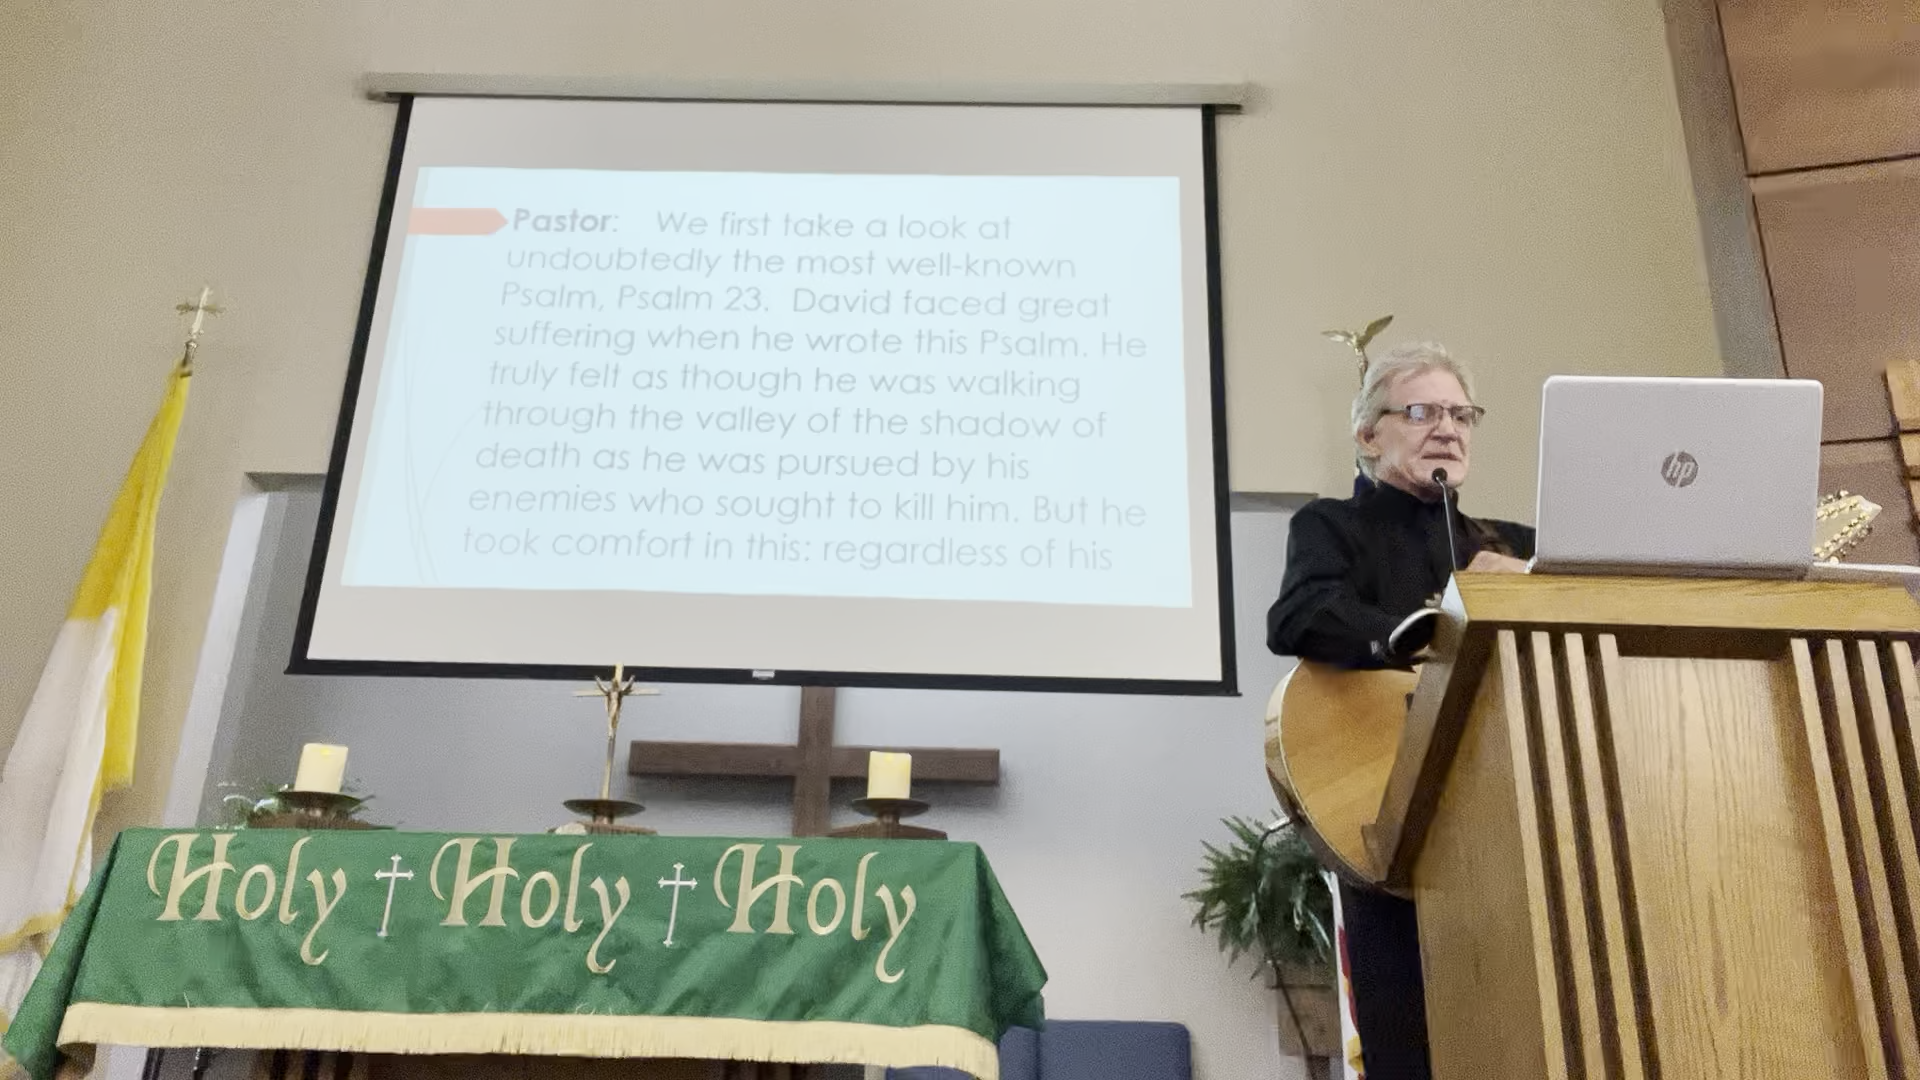 Pastor: We first take a look at
undoubtedly the most well-known
Psalm, Psalm 23. David faced great
suffering when he wrote this Psalm. He
truly felt as though he was walking
through the valley of the shadow of
death as he was pursued by his
enemies who sought to kill him. But he
took comfort in this: regardless of his
hp
Holy Holy Holy